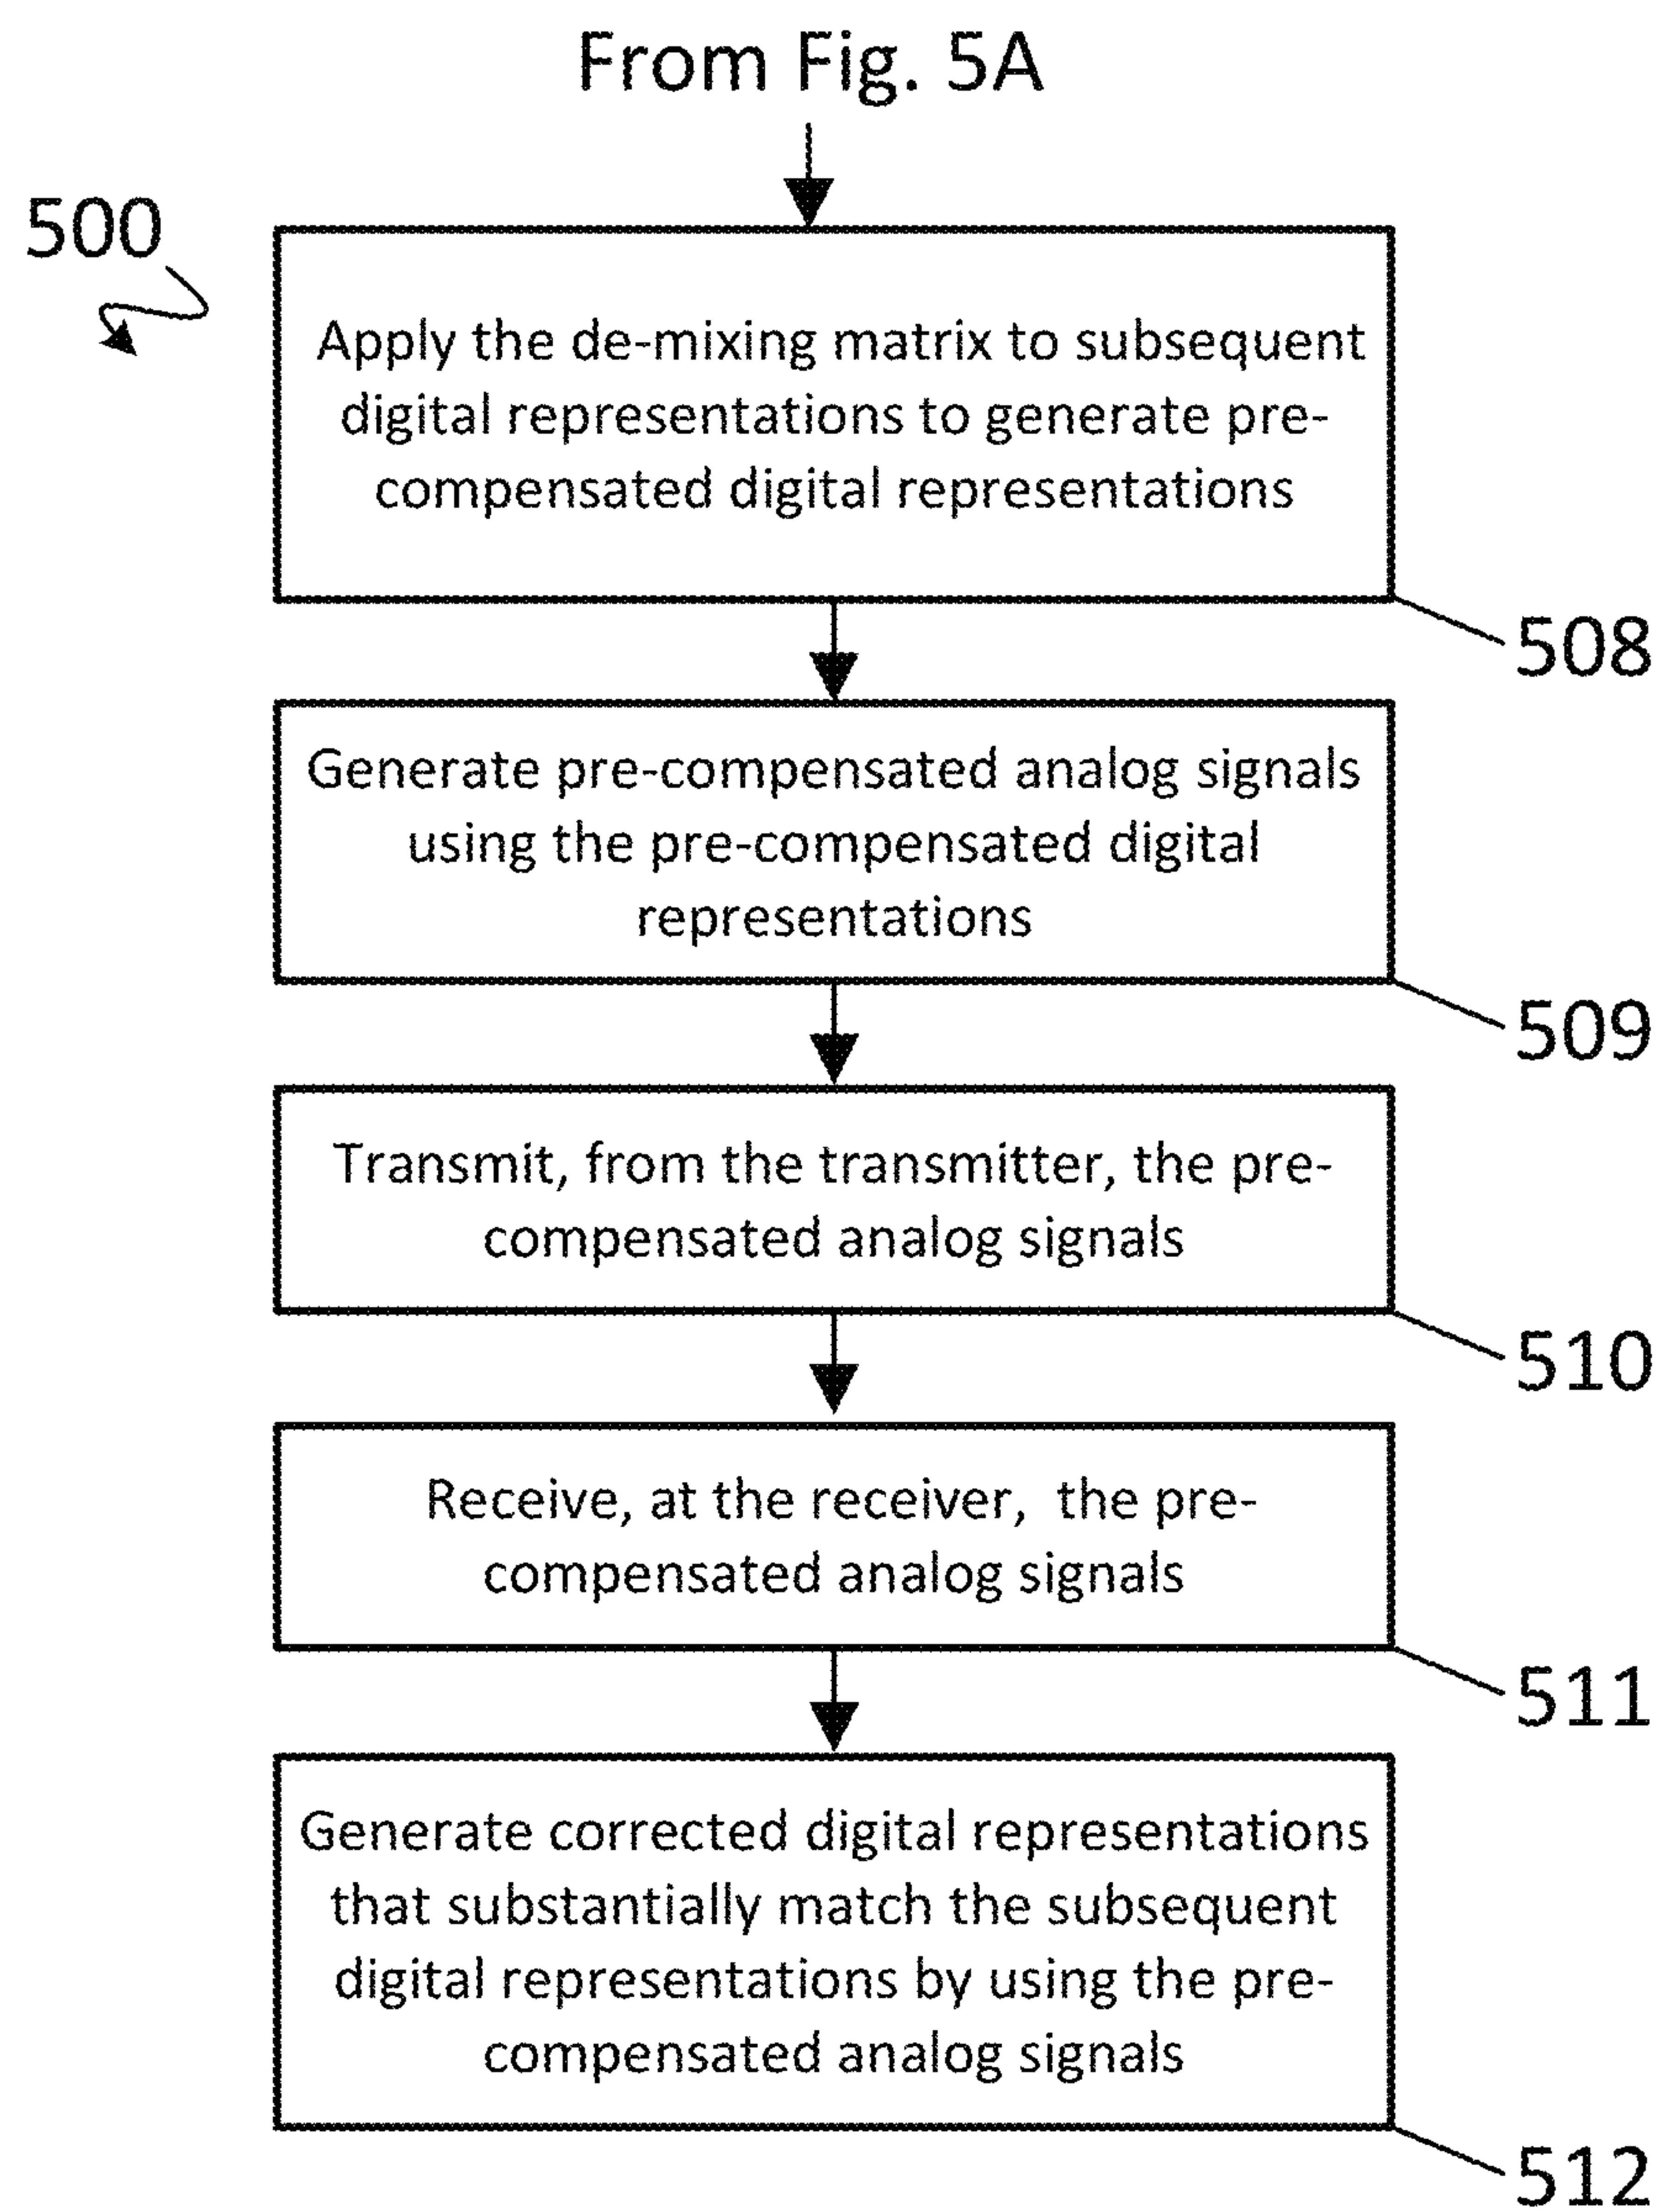 From Fig. 5A
500
Apply the de-mixing matrix to subsequent
digital representations to generate pre-
compensated digital representations
508
Generate pre-compensated analog signals
using the pre-compensated digital
representations
509
Transmit, from the transmitter, the pre-
compensated analog signals
510
Receive, at the receiver, the pre-
compensated analog signals
511
Generate corrected digital representations
that substantially match the subsequent
digital representations by using the pre-
compensated analog signals
512